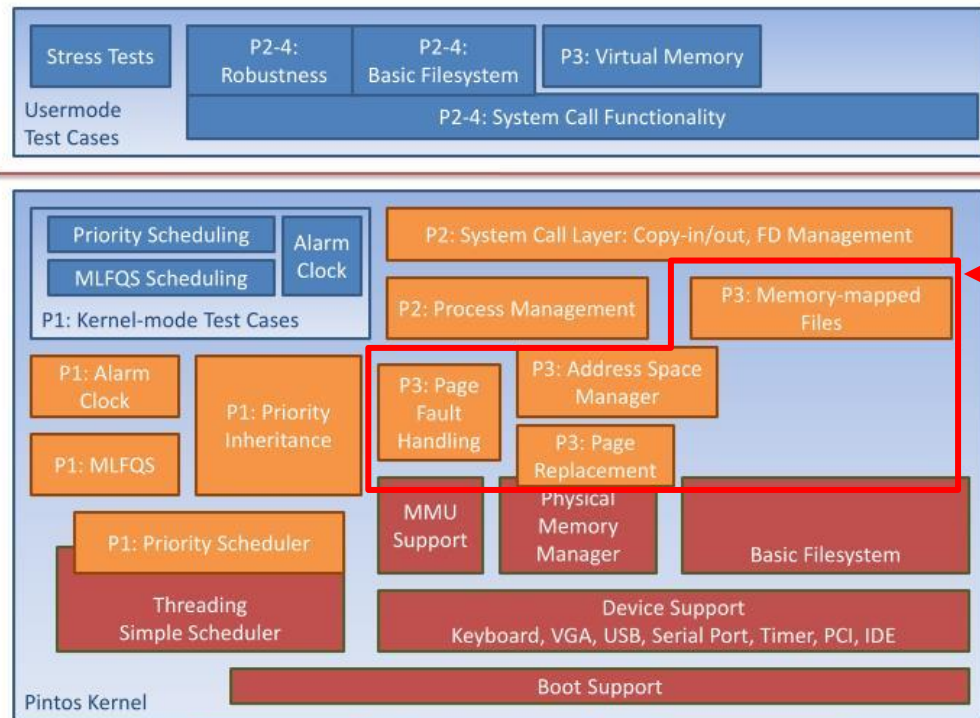 Stress Tests
P2-4:
Robustness
P2-4:
Basic Filesystem
P3: Virtual Memory
Usermode
Test Cases
P2-4: System Call Functionality
Priority Scheduling
MLFQS Scheduling
Alarm
Clock
P1: Kernel-mode Test Cases
P2: System Call Layer: Copy-in/out, FD Management
P2: Process Management
P3: Memory-mapped
Files
P1: Alarm
Clock
P1: MLFQS
P1: Priority
Inheritance
P3: Page
Fault
Handling
P3: Address Space
Manager
P3: Page
Replacement
P1: Priority Scheduler
Threading
Simple Scheduler
MMU
Support
Physical
Memory
Manager
Basic Filesystem
Device Support
Keyboard, VGA, USB, Serial Port, Timer, PCI, IDE
Boot Support
Pintos Kernel